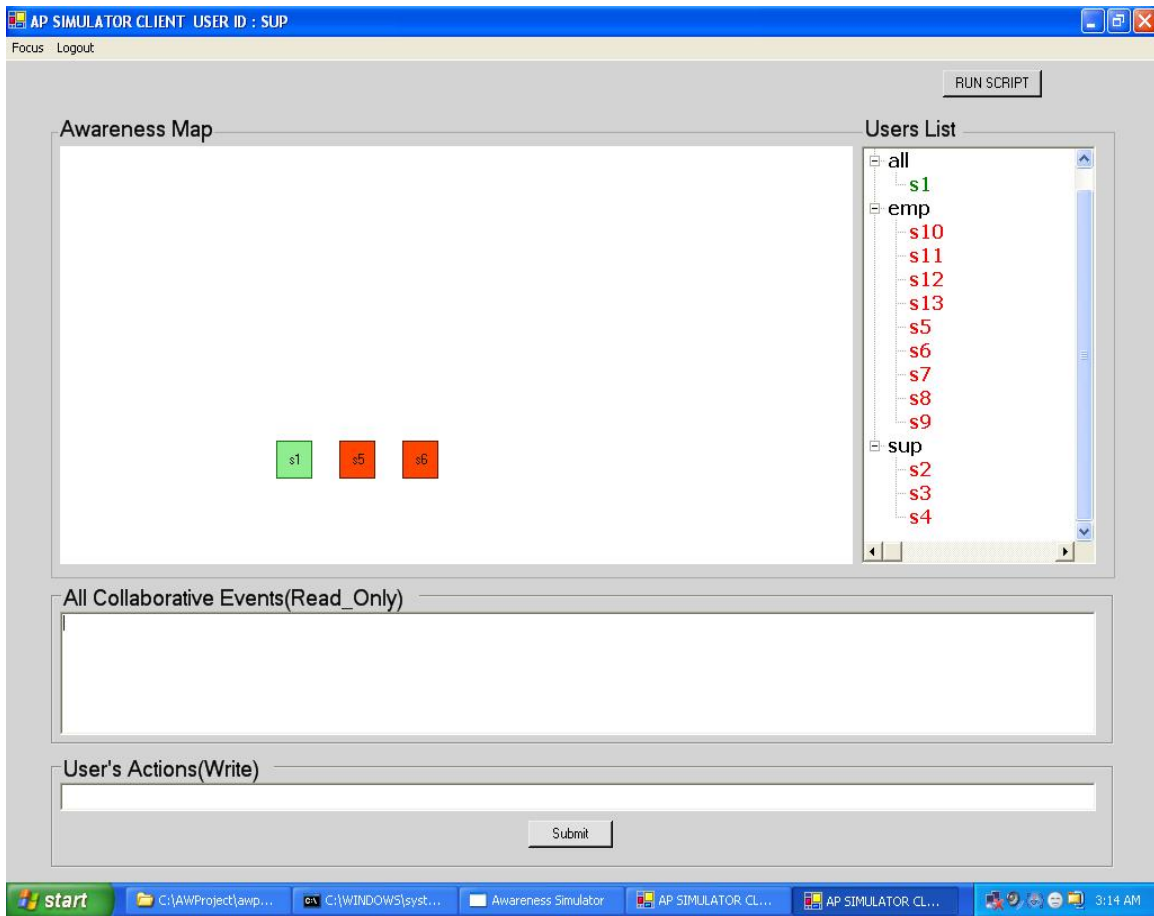 AP SIMULATOR CLIENT  USER ID : SUP
Focus  Logout
RUN SCRIPT
Awareness Map
Users List
all
s1
emp
s10
s11
s12
s13
s5
s6
s7
s8
s9
sup
s2
s3
s4
s1  s5  s6
All Collaborative Events(Read_Only)
User's Actions(Write)
Submit
start  C:\AWProject\awp...  C:\WINDOWS\syst...  Awareness Simulator  AP SIMULATOR CL...  AP SIMULATOR CL...  3:14 AM